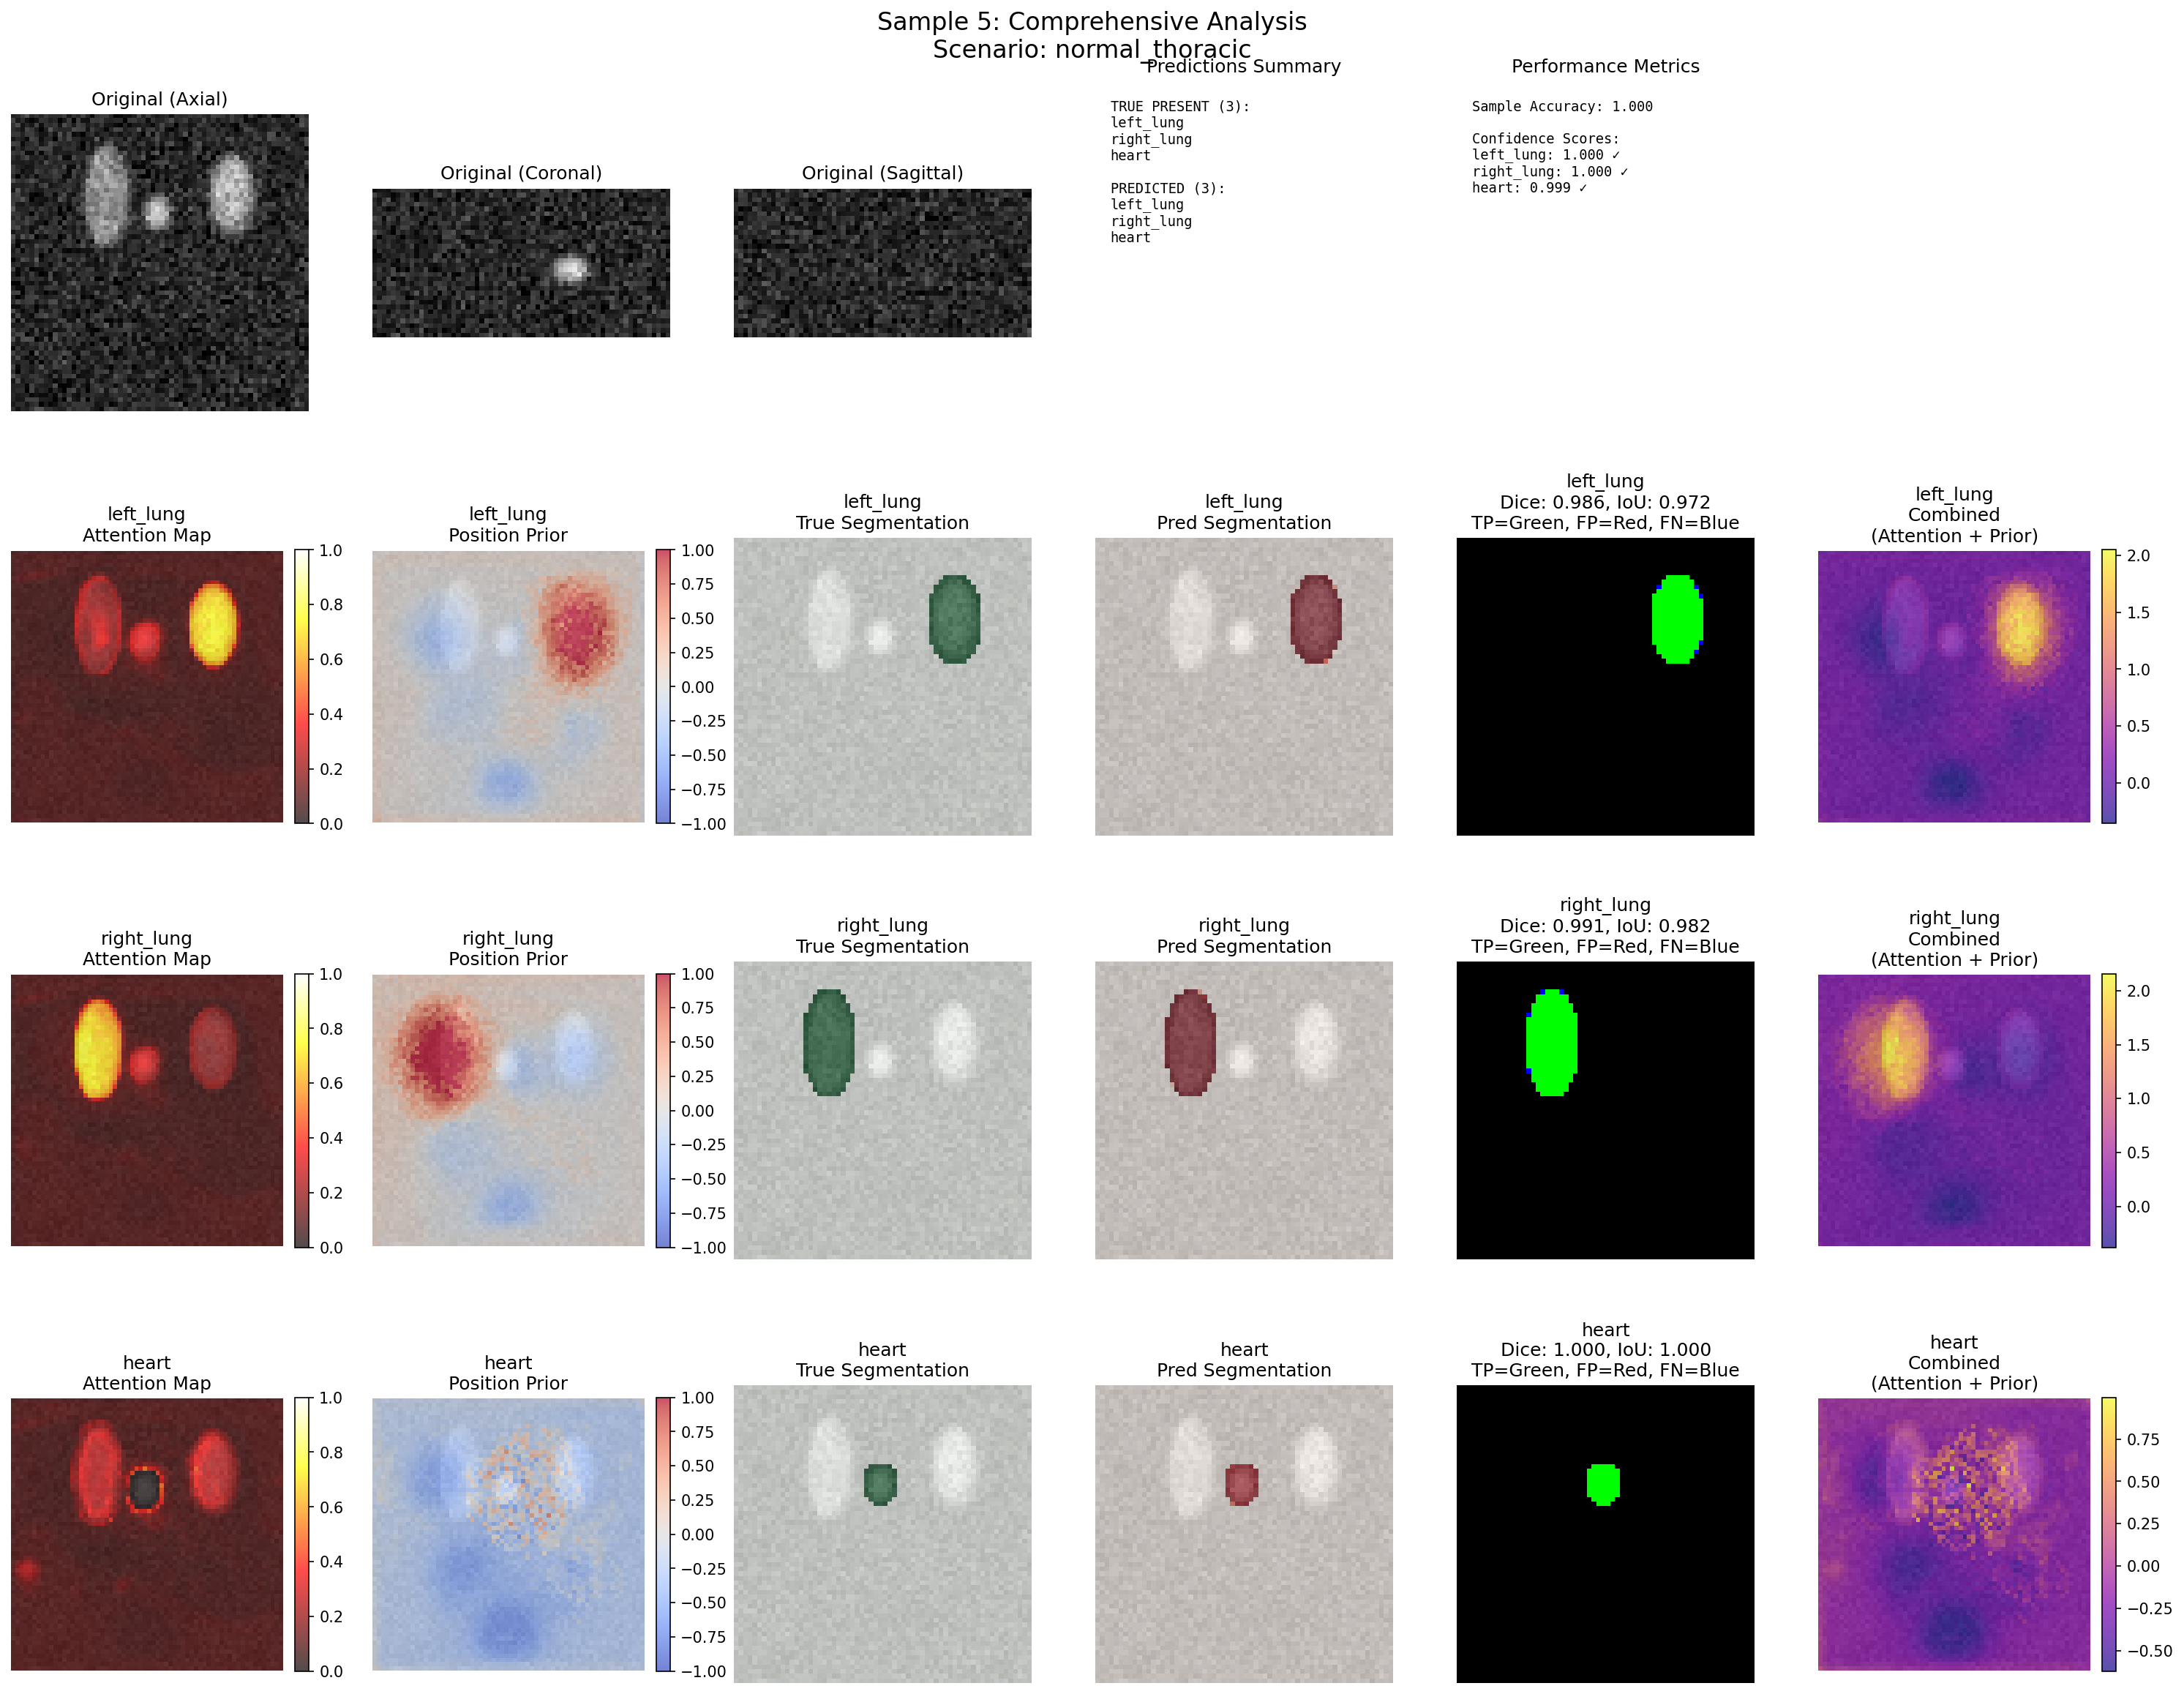 Sample 5: Comprehensive Analysis
Scenario: normal_thoracic
Original (Axial)
Original (Coronal)
Original (Sagittal)
Predictions Summary
TRUE PRESENT (3):
left_lung
right_lung
heart
PREDICTED (3):
left_lung
right_lung
heart
Performance Metrics
Sample Accuracy: 1.000
Confidence Scores:
left_lung: 1.000 ✓
right_lung: 1.000 ✓
heart: 0.999 ✓
left_lung
Attention Map
1.0
0.8
0.6
0.4
0.2
0.0
left_lung
Position Prior
1.00
0.75
0.50
0.25
0.00
−0.25
−0.50
−0.75
−1.00
left_lung
True Segmentation
left_lung
Pred Segmentation
left_lung
Dice: 0.986, IoU: 0.972
TP=Green, FP=Red, FN=Blue
left_lung
Combined
(Attention + Prior)
2.0
1.5
1.0
0.5
0.0
right_lung
Attention Map
1.0
0.8
0.6
0.4
0.2
0.0
right_lung
Position Prior
1.00
0.75
0.50
0.25
0.00
−0.25
−0.50
−0.75
−1.00
right_lung
True Segmentation
right_lung
Pred Segmentation
right_lung
Dice: 0.991, IoU: 0.982
TP=Green, FP=Red, FN=Blue
right_lung
Combined
(Attention + Prior)
2.0
1.5
1.0
0.5
0.0
heart
Attention Map
1.0
0.8
0.6
0.4
0.2
0.0
heart
Position Prior
1.00
0.75
0.50
0.25
0.00
−0.25
−0.50
−0.75
−1.00
heart
True Segmentation
heart
Pred Segmentation
heart
Dice: 1.000, IoU: 1.000
TP=Green, FP=Red, FN=Blue
heart
Combined
(Attention + Prior)
0.75
0.50
0.25
0.00
−0.25
−0.50